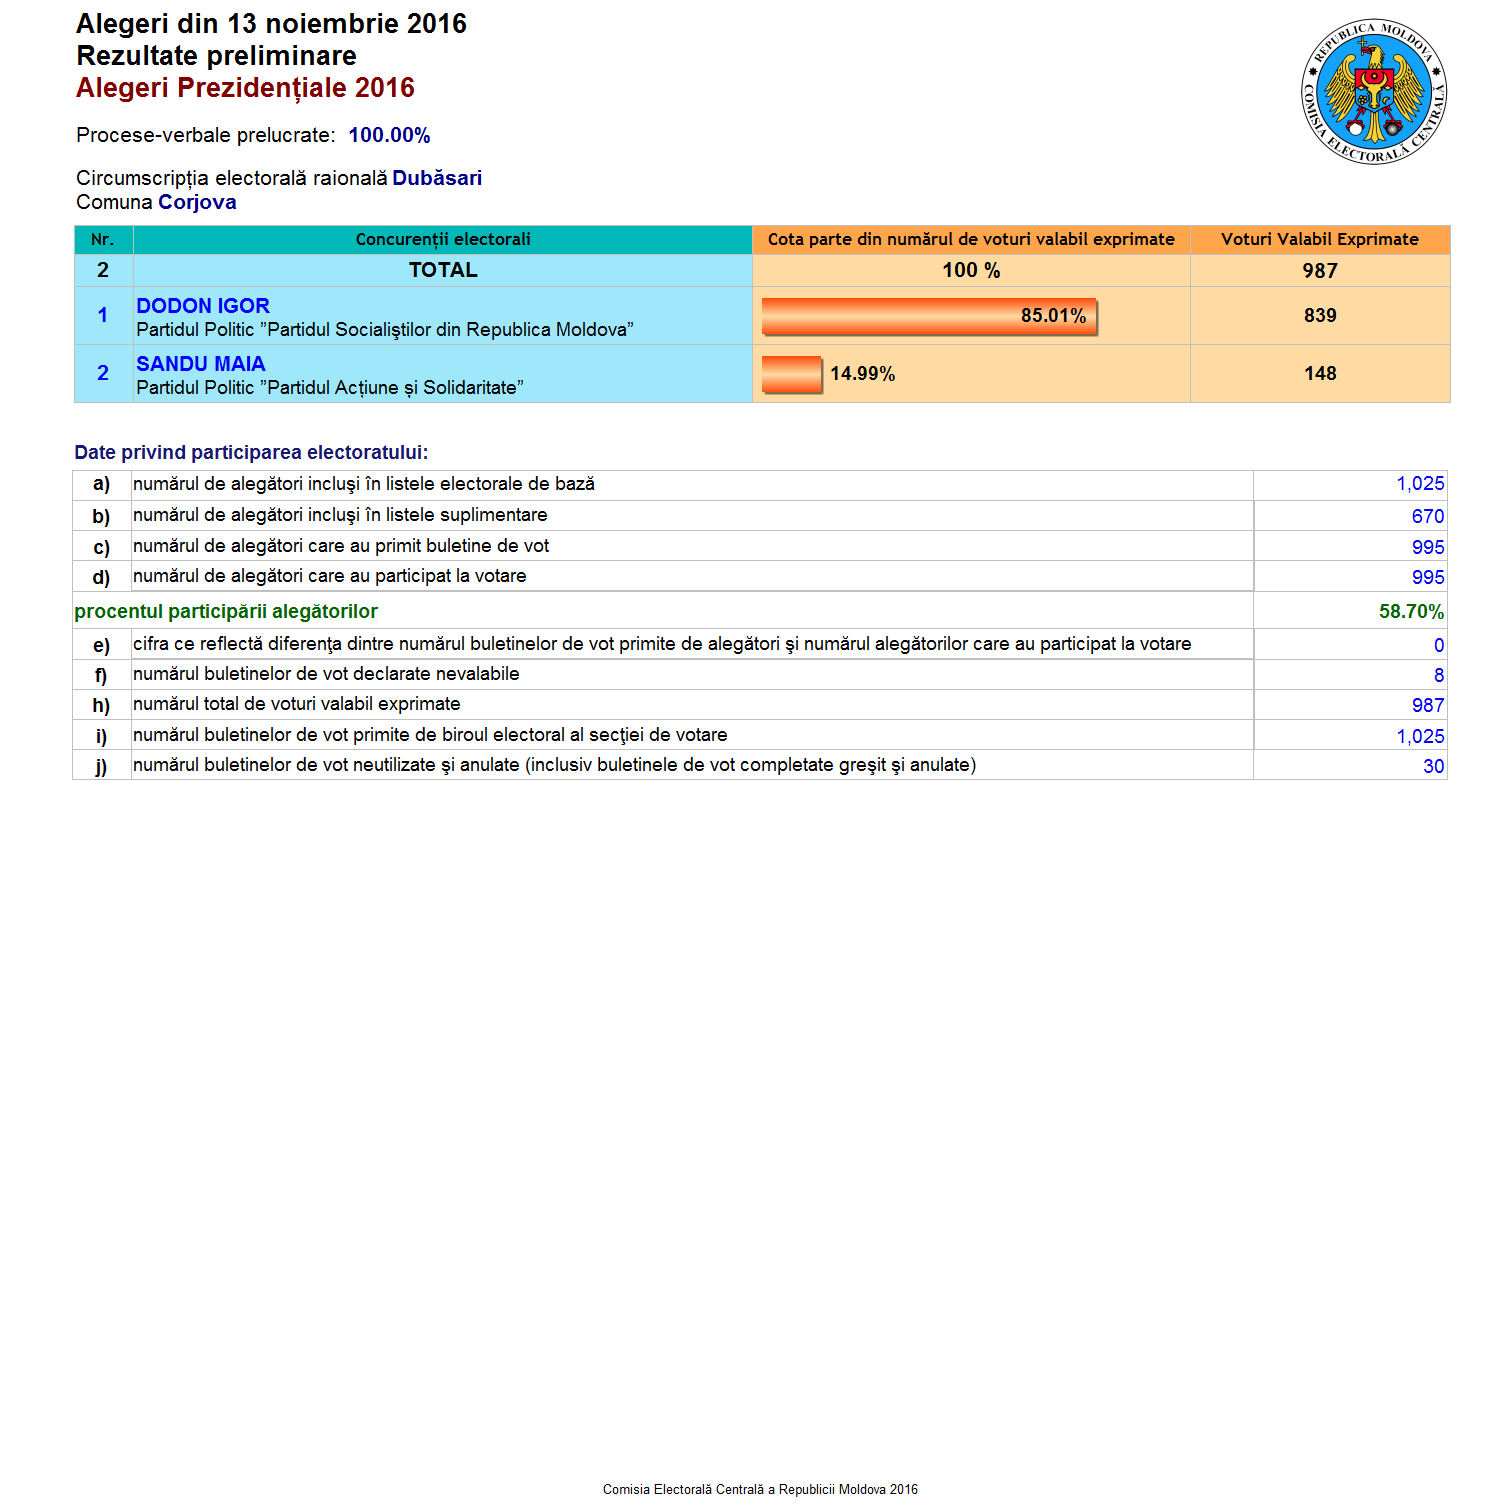 Alegeri din 13 noiembrie 2016
Rezultate preliminare
Alegeri Prezidențiale 2016
REPUBLICA MOLDOVA
COMISIA ELECTORALĂ CENTRALĂ
Procese-verbale prelucrate: 100.00%
Circumscripția electorală raională Dubăsari
Comuna Corjova
Nr. Concurenții electorali Cota parte din numărul de voturi valabil exprimate Voturi Valabil Exprimate
2 TOTAL 100 % 987
1 DODON IGOR 85.01% 839
Partidul Politic ”Partidul Socialiştilor din Republica Moldova”
2 SANDU MAIA 14.99% 148
Partidul Politic ”Partidul Acțiune și Solidaritate”
Date privind participarea electoratului:
a) numărul de alegători incluşi în listele electorale de bază 1,025
b) numărul de alegători incluşi în listele suplimentare 670
c) numărul de alegători care au primit buletine de vot 995
d) numărul de alegători care au participat la votare 995
procentul participării alegătorilor 58.70%
e) cifra ce reflectă diferenţa dintre numărul buletinelor de vot primite de alegători şi numărul alegătorilor care au participat la votare 0
f) numărul buletinelor de vot declarate nevalabile 8
h) numărul total de voturi valabil exprimate 987
i) numărul buletinelor de vot primite de biroul electoral al secţiei de votare 1,025
j) numărul buletinelor de vot neutilizate şi anulate (inclusiv buletinele de vot completate greşit şi anulate) 30
Comisia Electorală Centrală a Republicii Moldova 2016